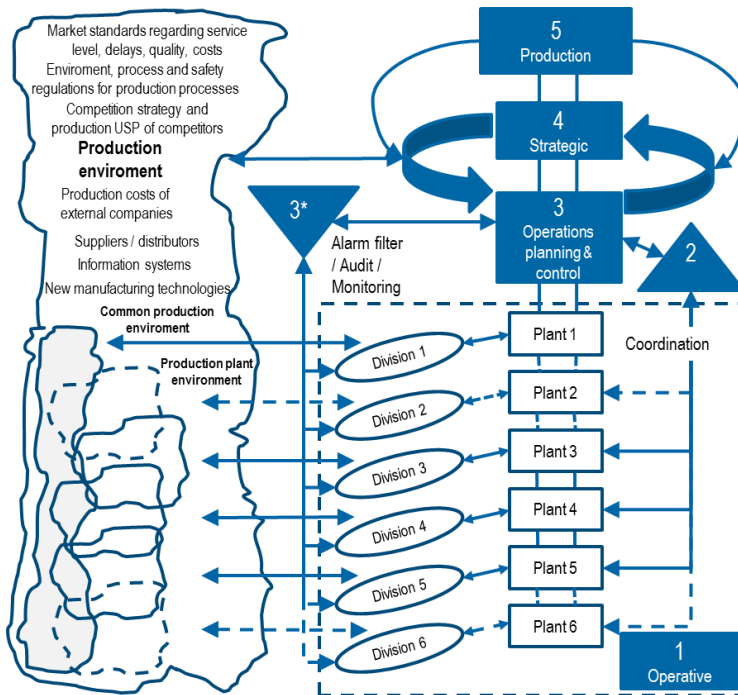 Market standards regarding service
level, delays, quality, costs
Enviroment, process and safety
regulations for production processes
Competition strategy and
production USP of competitors
Production
enviroment
Production costs of
external companies
Suppliers / distributors
Information systems
New manufacturing technologies
Common production
enviroment
Production plant
environment
5
Production
4
Strategic
3
Operations
planning &
control
3*
Alarm filter
/ Audit /
Monitoring
2
Coordination
Division 1
Plant 1
Division 2
Plant 2
Division 3
Plant 3
Division 4
Plant 4
Division 5
Plant 5
Division 6
Plant 6
1
Operative